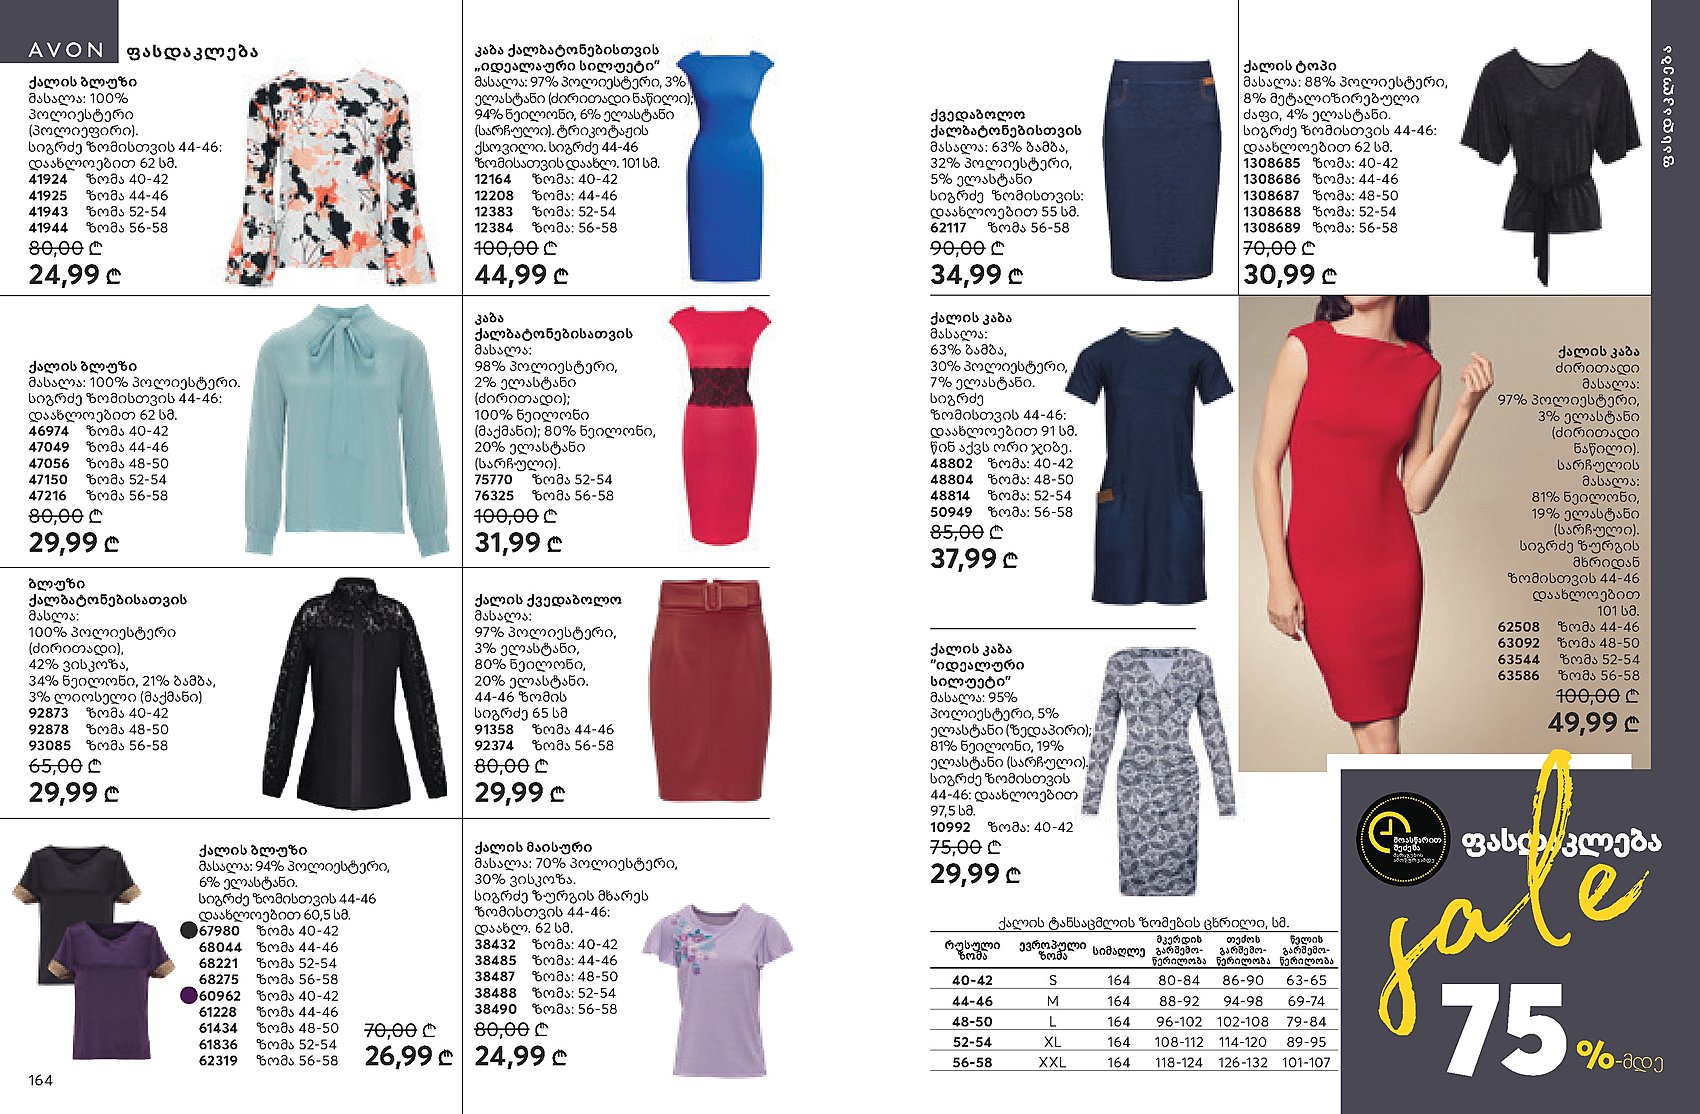 AVON ფასდაკლება
ქალის ბლუზი
მასალა: 100%
პოლიესტერი
(პოლიეფირი).
სიგრძე ზომისთვის 44-46:
დაახლოებით 62 სმ.
41924 ზომა 40-42
41925 ზომა 44-46
41943 ზომა 52-54
41944 ზომა 56-58
80,00 ₾
24,99 ₾
კაბა ქალბატონებისთვის
„იდეალური სილუეტი”
მასალა: 97% პოლიესტერი, 3%
ელასტანი (ძირითადი ნაწილი);
94% ნეილონი, 6% ელასტანი
(სარჩული). ტრიკოტაჟის
ქსოვილი. სიგრძე 44-46
ზომისათვის დაახლ. 101 სმ.
12164 ზომა: 40-42
12208 ზომა: 44-46
12383 ზომა: 52-54
12384 ზომა: 56-58
100,00 ₾
44,99 ₾
ქალის ბლუზი
მასალა: 100% პოლიესტერი.
სიგრძე ზომისთვის 44-46:
დაახლოებით 62 სმ.
46974 ზომა 40-42
47049 ზომა 44-46
47056 ზომა 48-50
47150 ზომა 52-54
47216 ზომა 56-58
80,00 ₾
29,99 ₾
კაბა
ქალბატონებისათვის
მასალა:
98% პოლიესტერი,
2% ელასტანი
(ძირითადი);
100% ნეილონი
(მაქმანი); 80% ნეილონი,
20% ელასტანი
(სარჩული).
75770 ზომა 52-54
76325 ზომა 56-58
100,00 ₾
31,99 ₾
ბლუზი
ქალბატონებისათვის
მასლა:
100% პოლიესტერი
(ძირითადი),
42% ვისკოზა,
34% ნეილონი, 21% ბამბა,
3% ლიოსელი (მაქმანი)
92873 ზომა 40-42
92878 ზომა 48-50
93085 ზომა 56-58
65,00 ₾
29,99 ₾
ქალის ქვედაბოლო
მასალა:
97% პოლიესტერი,
3% ელასტანი,
80% ნეილონი,
20% ელასტანი.
44-46 ზომის
სიგრძე 65 სმ
91358 ზომა 44-46
92374 ზომა 56-58
80,00 ₾
29,99 ₾
ქალის ბლუზი
მასალა: 94% პოლიესტერი,
6% ელასტანი.
სიგრძე ზომისთვის 44-46
დაახლოებით 60,5 სმ.
67980 ზომა 40-42
68044 ზომა 44-46
68221 ზომა 52-54
68275 ზომა 56-58
60962 ზომა 40-42
61228 ზომა 44-46
61434 ზომა 48-50
61836 ზომა 52-54
62319 ზომა 56-58
70,00 ₾
26,99 ₾
ქალის მაისური
მასალა: 70% პოლიესტერი,
30% ვისკოზა.
სიგრძე ზურგის მხარეს
ზომისთვის 44-46:
დაახლ. 62 სმ.
38432 ზომა: 40-42
38485 ზომა: 44-46
38487 ზომა: 48-50
38488 ზომა: 52-54
38490 ზომა: 56-58
80,00 ₾
24,99 ₾
164
ქვედაბოლო
ქალბატონებისთვის
მასალა: 63% ბამბა,
32% პოლიესტერი,
5% ელასტანი
სიგრძე ზომისთვის:
დაახლოებით 55 სმ.
62117 ზომა: 56-58
90,00 ₾
34,99 ₾
ქალის ტოპი
მასალა: 88% პოლიესტერი,
8% მეტალიზირებული
ძაფი, 4% ელასტანი.
სიგრძე ზომისთვის 44-46:
დაახლოებით 62 სმ.
1308685 ზომა: 40-42
1308686 ზომა: 44-46
1308687 ზომა: 48-50
1308688 ზომა: 52-54
1308689 ზომა: 56-58
70,00 ₾
30,99 ₾
ფასდაკლება
ქალის კაბა
მასალა:
63% ბამბა,
30% პოლიესტერი,
7% ელასტანი.
სიგრძე
ზომისთვის 44-46:
დაახლოებით 91 სმ.
წინ აქვს ორი ჯიბე.
48802 ზომა: 40-42
48804 ზომა: 48-50
48814 ზომა: 52-54
50949 ზომა: 56-58
85,00 ₾
37,99 ₾
ქალის კაბა
ძირითადი
მასალა:
97% პოლიესტერი,
3% ელასტანი
(ძირითადი
ნაწილი).
სარჩულის
მასალა:
81% ნეილონი,
19% ელასტანი
(სარჩული).
სიგრძე ზურგის
მხრიდან
ზომისთვის 44-46
დაახლოებით
101 სმ.
62508 ზომა 44-46
63092 ზომა 48-50
63544 ზომა 52-54
63586 ზომა 56-58
100,00 ₾
49,99 ₾
ქალის კაბა
“იდეალური
სილუეტი”
მასალა: 95%
პოლიესტერი, 5%
ელასტანი (ზედაპირი);
81% ნეილონი, 19%
ელასტანი (სარჩული).
სიგრძე ზომისთვის
44-46: დაახლოებით
97,5 სმ.
10992 ზომა: 40-42
75,00 ₾
29,99 ₾
ქალის ტანსაცმლის ზომების ცხრილი, სმ.
რუსული ზომა ევროპული ზომა სიმაღლე მკერდის გარშემო-წერილობა თეძოს გარშემო-წერილობა წელის გარშემო-წერილობა
40-42 S 164 80-84 86-90 63-65
44-46 M 164 88-92 94-98 69-74
48-50 L 164 96-102 102-108 79-84
52-54 XL 164 108-112 114-120 89-95
56-58 XXL 164 118-124 126-132 101-107
მოასწარით
შეძენა
მარაგების
ამოწურვამდე
ფასდაკლება
sale
75%-მდე